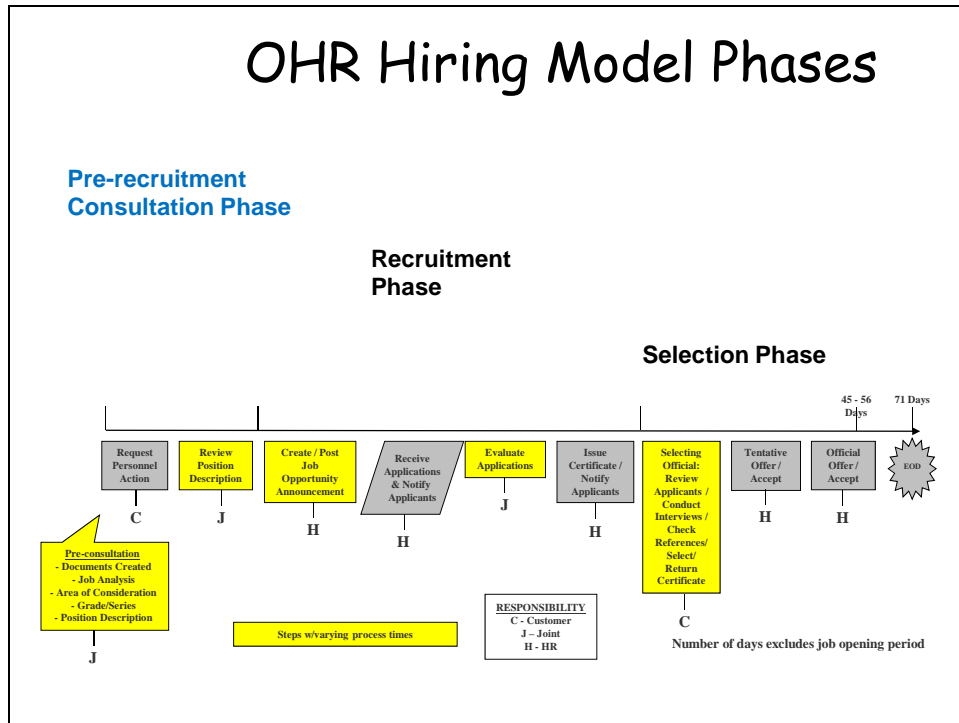 OHR Hiring Model Phases
Pre-recruitment
Consultation Phase
Recruitment
Phase
Selection Phase
45 - 56
Days
71 Days
Request
Personnel
Action
C
Review
Position
Description
J
Create / Post
Job
Opportunity
Announcement
H
Receive
Applications
& Notify
Applicants
H
Evaluate
Applications
J
Issue
Certificate /
Notify
Applicants
H
Selecting
Official:
Review
Applicants /
Conduct
Interviews /
Check
References/
Select/
Return
Certificate
C
Tentative
Offer /
Accept
H
Official
Offer /
Accept
H
EOD
Pre-consultation
- Documents Created
- Job Analysis
- Area of Consideration
- Grade/Series
- Position Description
J
Steps w/varying process times
RESPONSIBILITY
C - Customer
J – Joint
H - HR
Number of days excludes job opening period